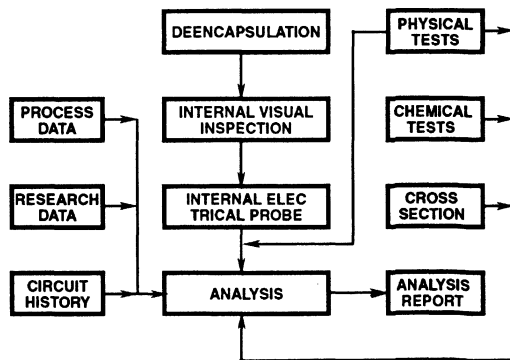 DEENCAPSULATION
PHYSICAL
TESTS
PROCESS
DATA
INTERNAL VISUAL
INSPECTION
CHEMICAL
TESTS
RESEARCH
DATA
INTERNAL ELEC
TRICAL PROBE
CROSS
SECTION
CIRCUIT
HISTORY
ANALYSIS
ANALYSIS
REPORT